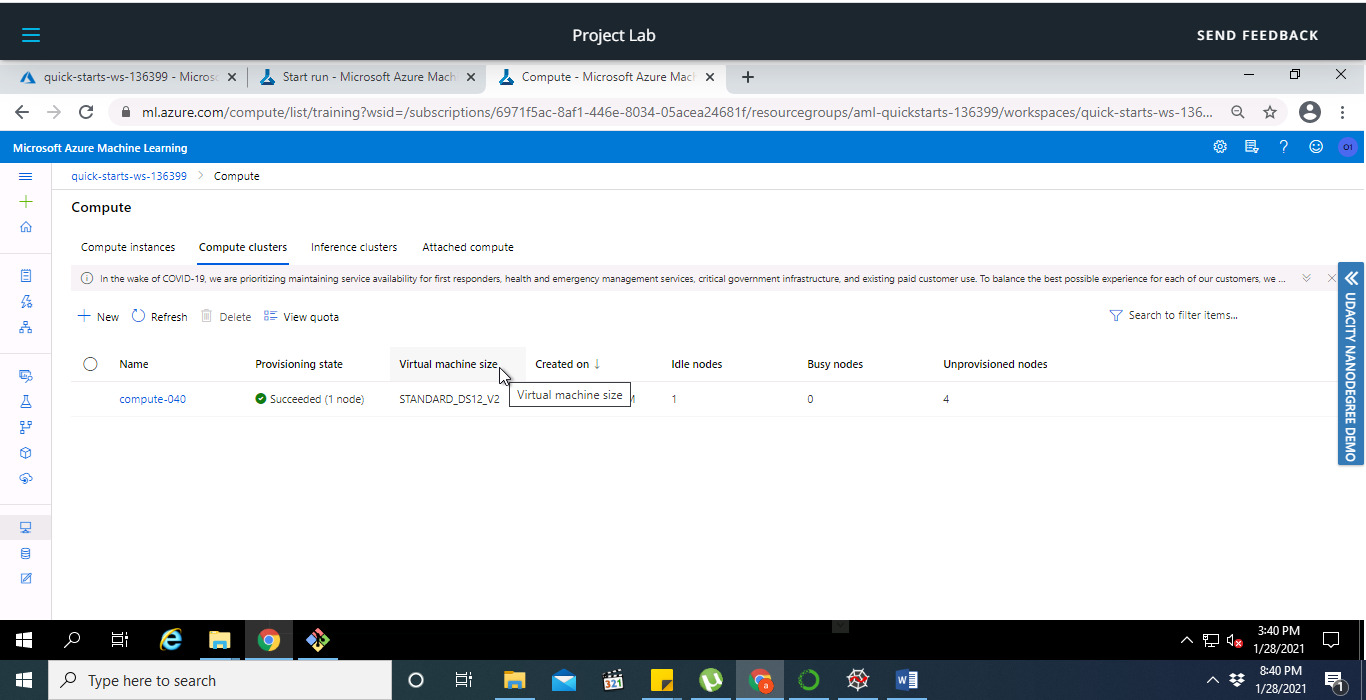 Project Lab
SEND FEEDBACK
quick-starts-ws-136399 - Micros
Start run - Microsoft Azure Mach
Compute - Microsoft Azure Mach
ml.azure.com/compute/list/training?wsid=/subscriptions/6971f5ac-8af1-446e-8034-05acea24681f/resourcegroups/aml-quickstarts-136399/workspaces/quick-starts-ws-136...
Microsoft Azure Machine Learning
O1
quick-starts-ws-136399 > Compute
Compute
Compute instances
Compute clusters
Inference clusters
Attached compute
In the wake of COVID-19, we are prioritizing maintaining service availability for first responders, health and emergency management services, critical government infrastructure, and existing paid customer use. To balance the best possible experience for each of our customers, we ...
New
Refresh
Delete
View quota
Search to filter items...
Name
Provisioning state
Virtual machine size
Created on ↓
Idle nodes
Busy nodes
Unprovisioned nodes
compute-040
Succeeded (1 node)
STANDARD_DS12_V2
M
1
0
4
Virtual machine size
UDACITY NANODEGREE DEMO
3:40 PM
1/28/2021
Type here to search
321
W
8:40 PM
1/28/2021
1